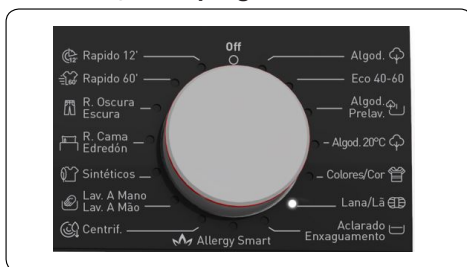 Off
Rapido 12'
Rapido 60'
R. Oscura
Escura
R. Cama
Edredón
Sintéticos
Lav. A Mano
Lav. A Mão
Centrif.
Allergy Smart
Algod.
Eco 40-60
Algod.
Prelav.
Algod. 20°C
Colores/Cor
Lana/Lã
Aclarado
Enxaguamento